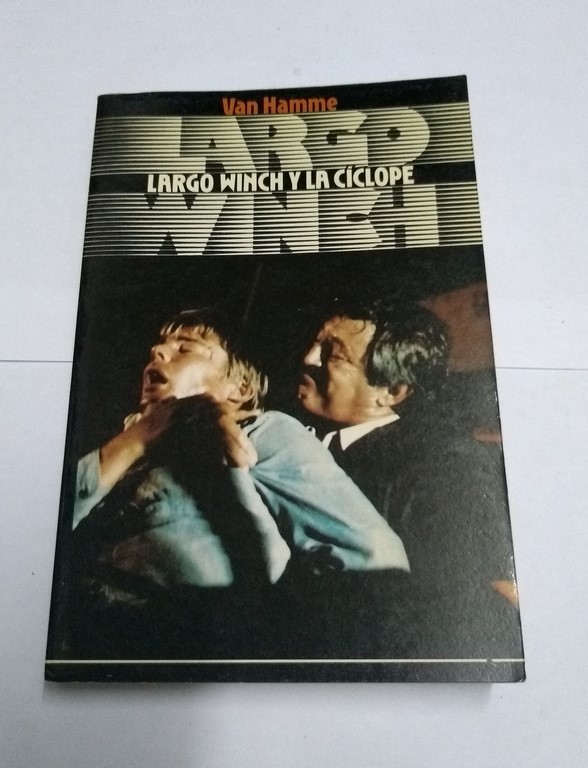 Van Hamme
LARGO
LARGO WINCH Y LA CÍCLOPE
WINCH